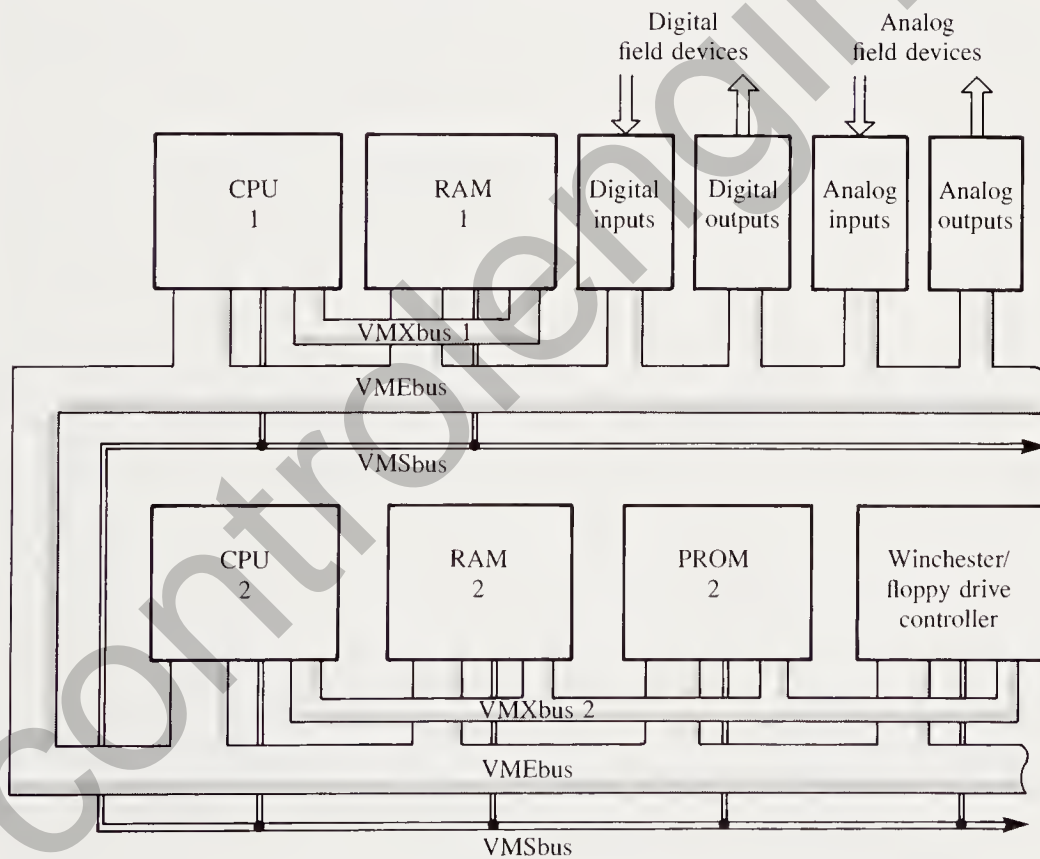 Digital
field devices
Analog
field devices
CPU
1
RAM
1
Digital
inputs
Digital
outputs
Analog
inputs
Analog
outputs
VMXbus 1
VMEbus
VMSbus
CPU
2
RAM
2
PROM
2
Winchester/
floppy drive
controller
VMXbus 2
VMEbus
VMSbus